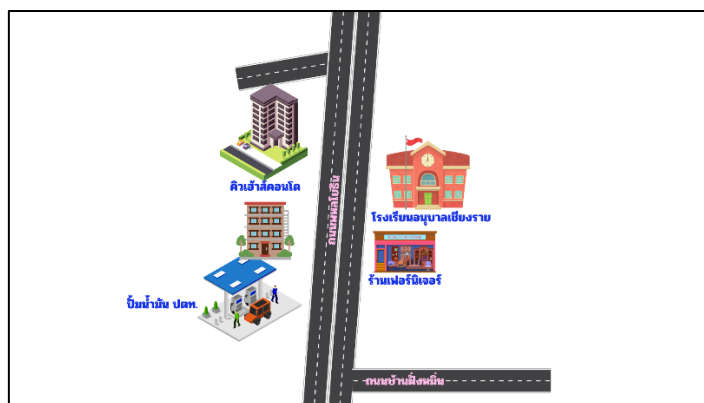 คิวเฮ้าส์คอนโด
ถนนพหลโยธิน
โรงเรียนอนุบาลเชียงราย
ร้านเฟอร์นิเจอร์
ปั๊มน้ำมัน ปตท.
ถนนบ้านฝั่งหมิ่น